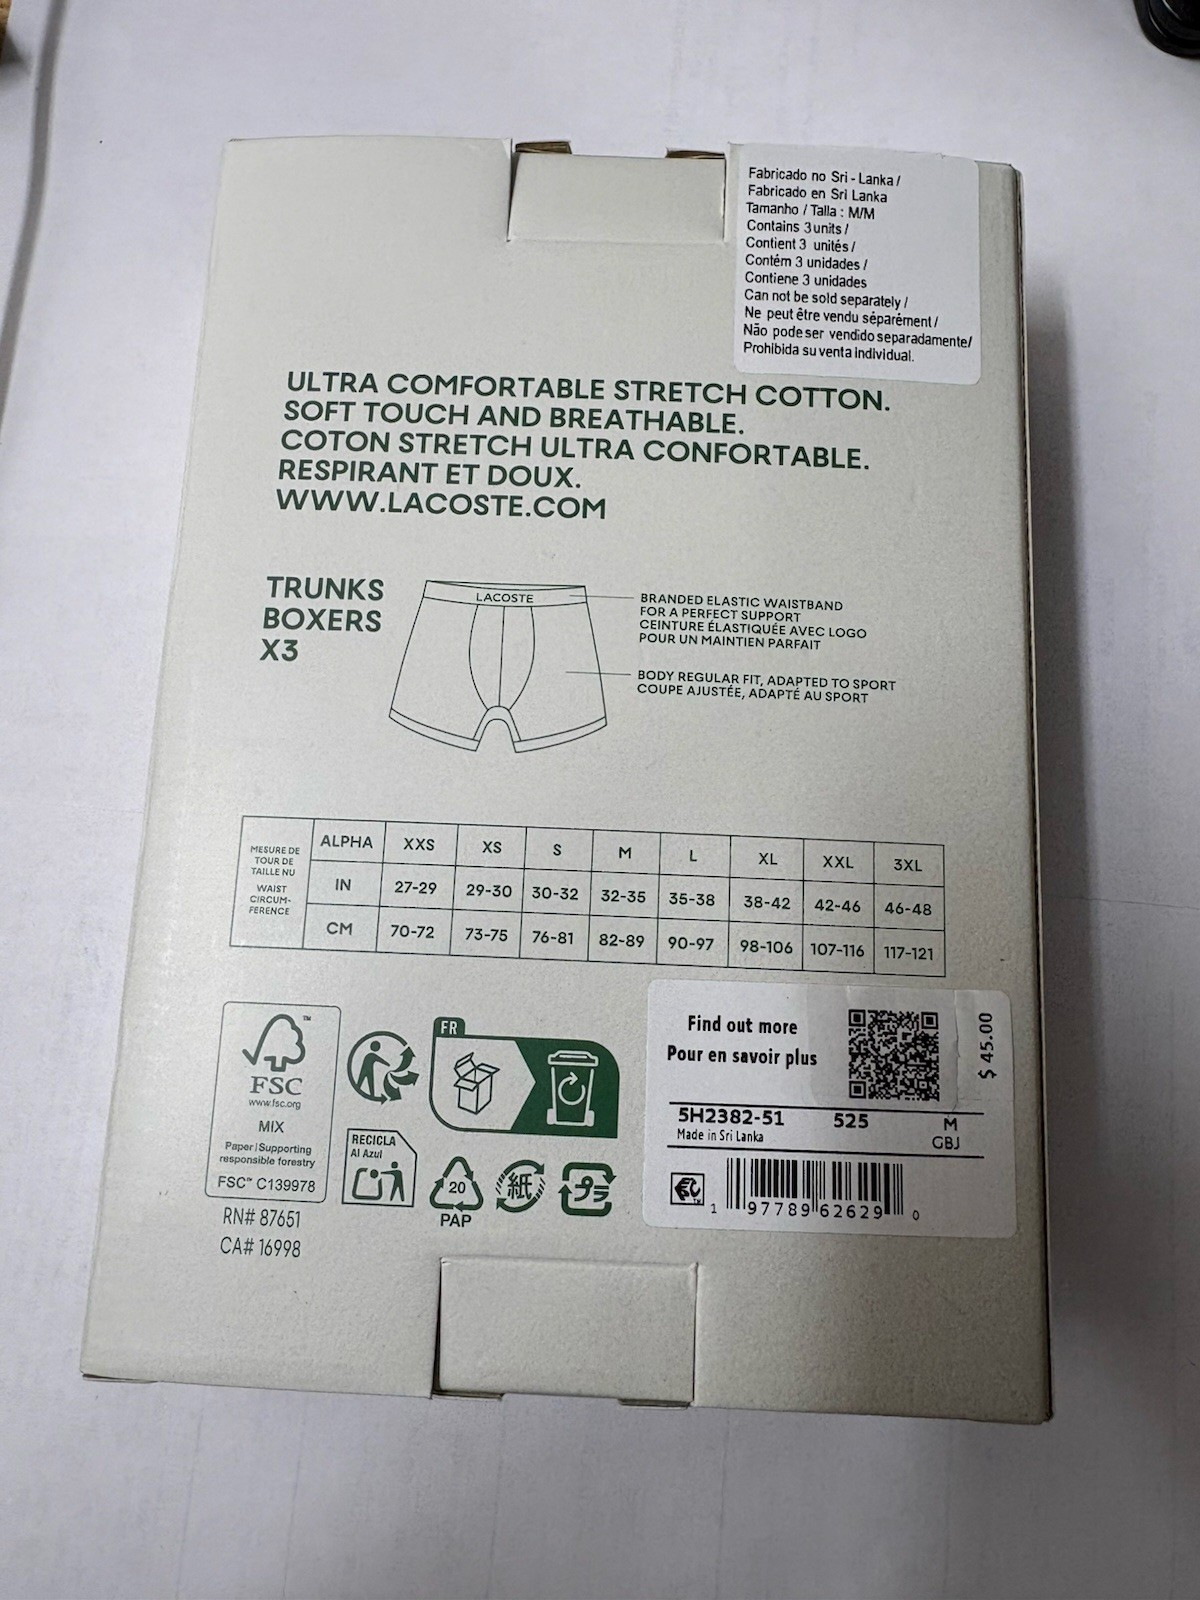 Fabricado no Sri - Lanka /
Fabricado en Sri Lanka
Tamanho / Talla : M/M
Contains 3 units /
Contient 3 unités /
Contém 3 unidades /
Contiene 3 unidades
Can not be sold separately /
Ne peut être vendu séparément /
Não pode ser vendido separadamente/
Prohibida su venta individual.
ULTRA COMFORTABLE STRETCH COTTON.
SOFT TOUCH AND BREATHABLE.
COTON STRETCH ULTRA CONFORTABLE.
RESPIRANT ET DOUX.
WWW.LACOSTE.COM
TRUNKS
BOXERS
X3
LACOSTE
BRANDED ELASTIC WAISTBAND
FOR A PERFECT SUPPORT
CEINTURE ÉLASTIQUÉE AVEC LOGO
POUR UN MAINTIEN PARFAIT
BODY REGULAR FIT, ADAPTED TO SPORT
COUPE AJUSTÉE, ADAPTÉ AU SPORT
MESURE DE
TOUR DE
TAILLE NU
WAIST
CIRCUM-
FERENCE
ALPHA XXS XS S M L XL XXL 3XL
IN 27-29 29-30 30-32 32-35 35-38 38-42 42-46 46-48
CM 70-72 73-75 76-81 82-89 90-97 98-106 107-116 117-121
FSC
www.fsc.org
MIX
Paper | Supporting
responsible forestry
FSC™ C139978
RN# 87651
CA# 16998
FR
RECICLA
Al Azul
20
PAP
紙
プラ
Find out more
Pour en savoir plus
$ 45.00
5H2382-51 525 M
Made in Sri Lanka GBJ
1 97789 62629 0